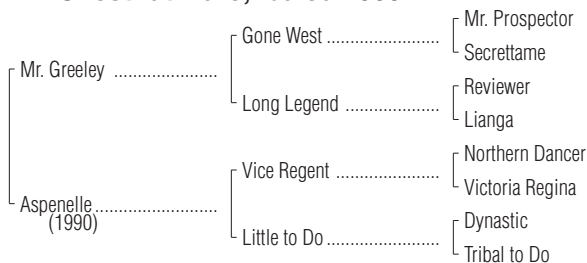 Mr. Prospector
Gone West ........................
Secrettame
Mr. Greeley ......................
Reviewer
Long Legend ....................
Lianga
Northern Dancer
Vice Regent ......................
Victoria Regina
Aspenelle..........................
(1990)
Dynastic
Little to Do ........................
Tribal to Do